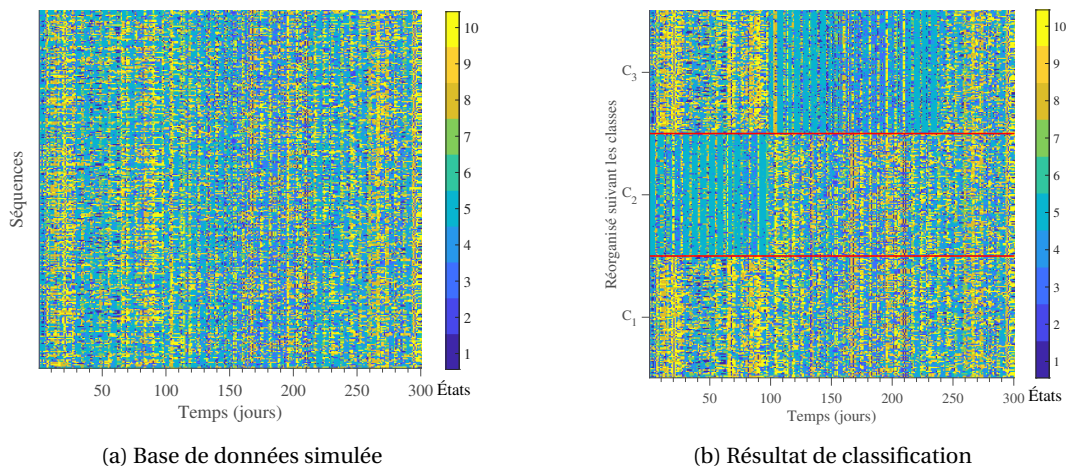 Séquences
10
9
8
7
6
5
4
3
2
1
États
50
100
150
200
250
300
Temps (jours)
(a) Base de données simulée
Réorganisé suivant les classes
C3
C2
C1
10
9
8
7
6
5
4
3
2
1
États
50
100
150
200
250
300
Temps (jours)
(b) Résultat de classification